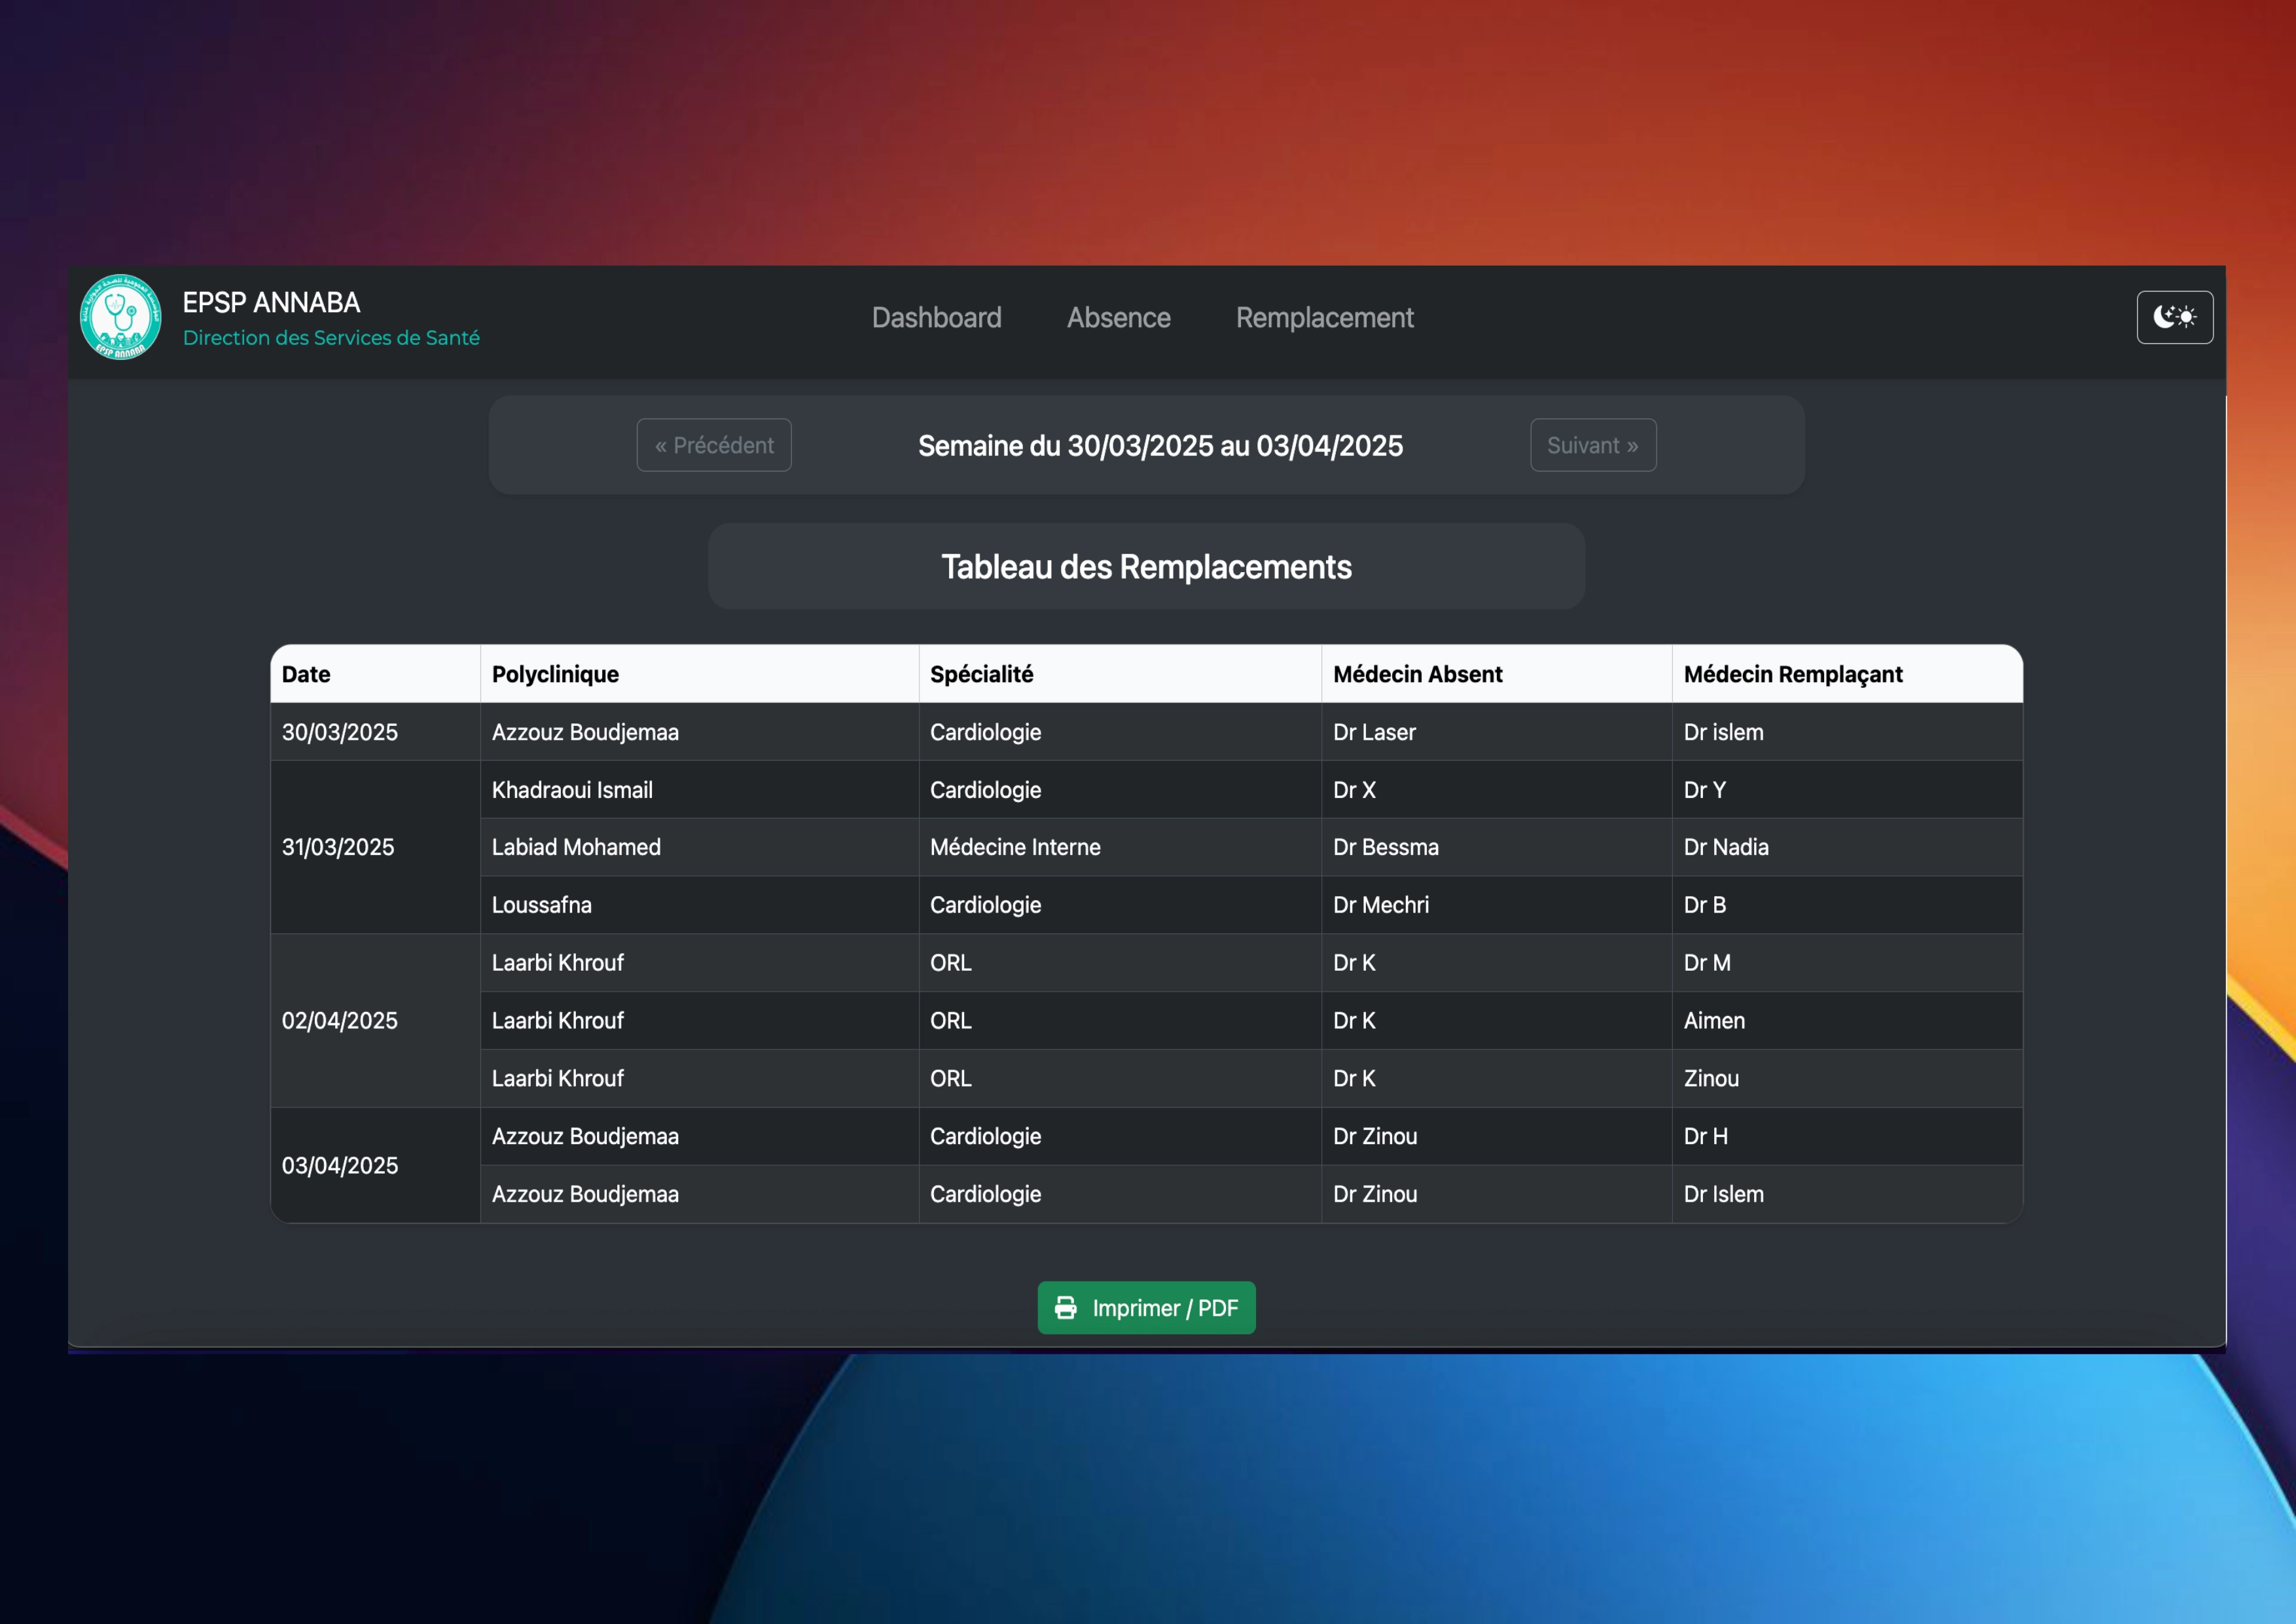 EPSP ANNABA
Direction des Services de Santé
EPSP ANNABA
Dashboard Absence Remplacement
« Précédent Semaine du 30/03/2025 au 03/04/2025 Suivant »
Tableau des Remplacements
Date Polyclinique Spécialité Médecin Absent Médecin Remplaçant
30/03/2025 Azzouz Boudjemaa Cardiologie Dr Laser Dr islem
31/03/2025 Khadraoui Ismail Cardiologie Dr X Dr Y
Labiad Mohamed Médecine Interne Dr Bessma Dr Nadia
Loussafna Cardiologie Dr Mechri Dr B
02/04/2025 Laarbi Khrouf ORL Dr K Dr M
Laarbi Khrouf ORL Dr K Aimen
Laarbi Khrouf ORL Dr K Zinou
03/04/2025 Azzouz Boudjemaa Cardiologie Dr Zinou Dr H
Azzouz Boudjemaa Cardiologie Dr Zinou Dr Islem
Imprimer / PDF